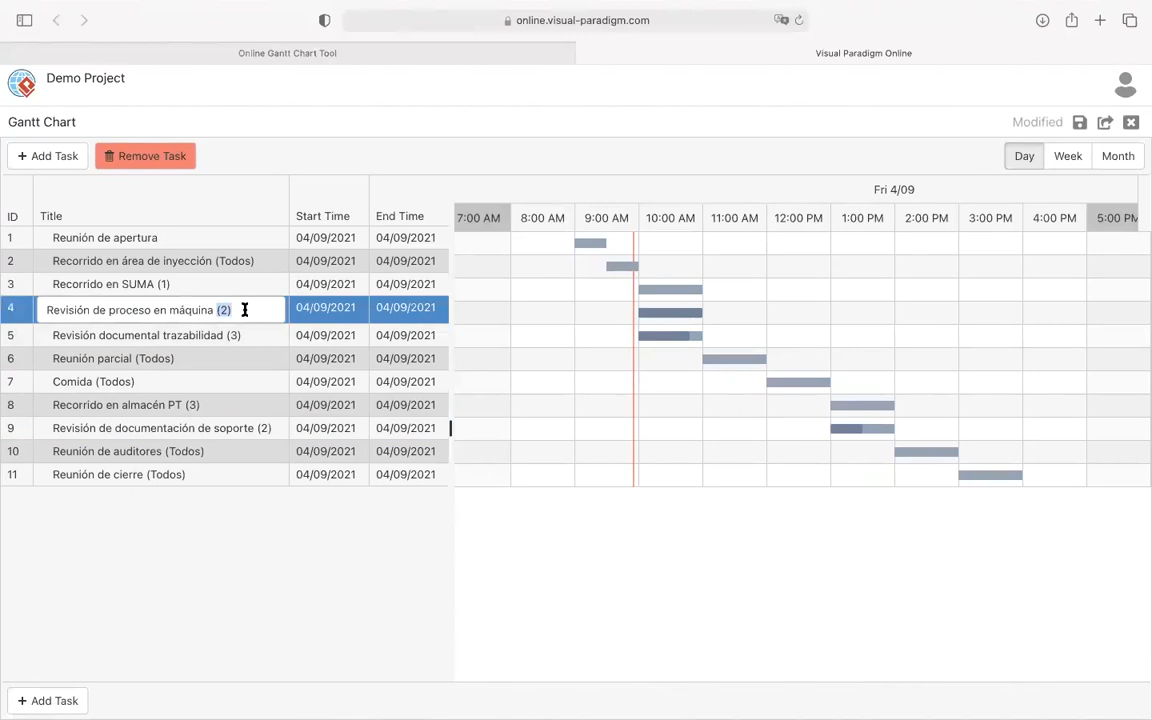 online.visual-paradigm.com
Online Gantt Chart Tool
Visual Paradigm Online
Demo Project
Gantt Chart
Modified
+ Add Task
Remove Task
Day
Week
Month
Fri 4/09
ID
Title
Start Time
End Time
7:00 AM
8:00 AM
9:00 AM
10:00 AM
11:00 AM
12:00 PM
1:00 PM
2:00 PM
3:00 PM
4:00 PM
5:00 PM
1 Reunión de apertura 04/09/2021 04/09/2021
2 Recorrido en área de inyección (Todos) 04/09/2021 04/09/2021
3 Recorrido en SUMA (1) 04/09/2021 04/09/2021
4 Revisión de proceso en máquina (2) 04/09/2021 04/09/2021
5 Revisión documental trazabilidad (3) 04/09/2021 04/09/2021
6 Reunión parcial (Todos) 04/09/2021 04/09/2021
7 Comida (Todos) 04/09/2021 04/09/2021
8 Recorrido en almacén PT (3) 04/09/2021 04/09/2021
9 Revisión de documentación de soporte (2) 04/09/2021 04/09/2021
10 Reunión de auditores (Todos) 04/09/2021 04/09/2021
11 Reunión de cierre (Todos) 04/09/2021 04/09/2021
+ Add Task